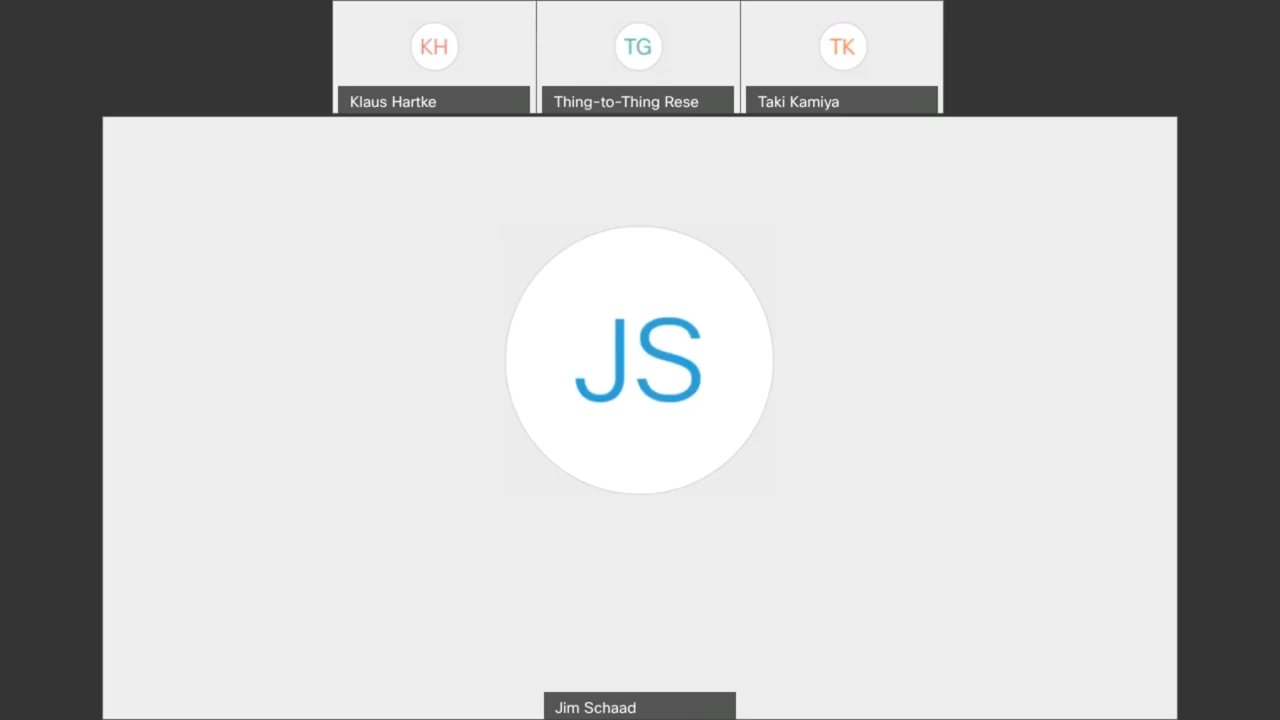 KH
TG
TK
Klaus Hartke
Thing-to-Thing Rese
Taki Kamiya
JS
Jim Schaad